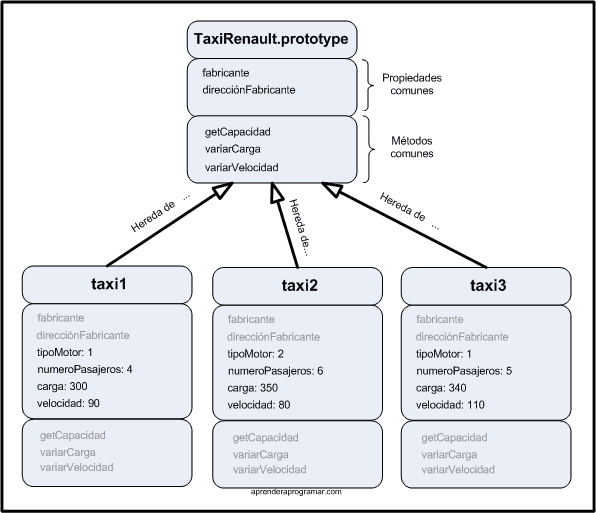 TaxiRenault.prototype
fabricante
direcciónFabricante
Propiedades
comunes
getCapacidad
variarCarga
variarVelocidad
Métodos
comunes
Hereda de ...
Hereda de...
Hereda de ...
taxi1
fabricante
direcciónFabricante
tipoMotor: 1
numeroPasajeros: 4
carga: 300
velocidad: 90
getCapacidad
variarCarga
variarVelocidad
taxi2
fabricante
direcciónFabricante
tipoMotor: 2
numeroPasajeros: 6
carga: 350
velocidad: 80
getCapacidad
variarCarga
variarVelocidad
taxi3
fabricante
direcciónFabricante
tipoMotor: 1
numeroPasajeros: 5
carga: 340
velocidad: 110
getCapacidad
variarCarga
variarVelocidad
aprenderaprogramar.com